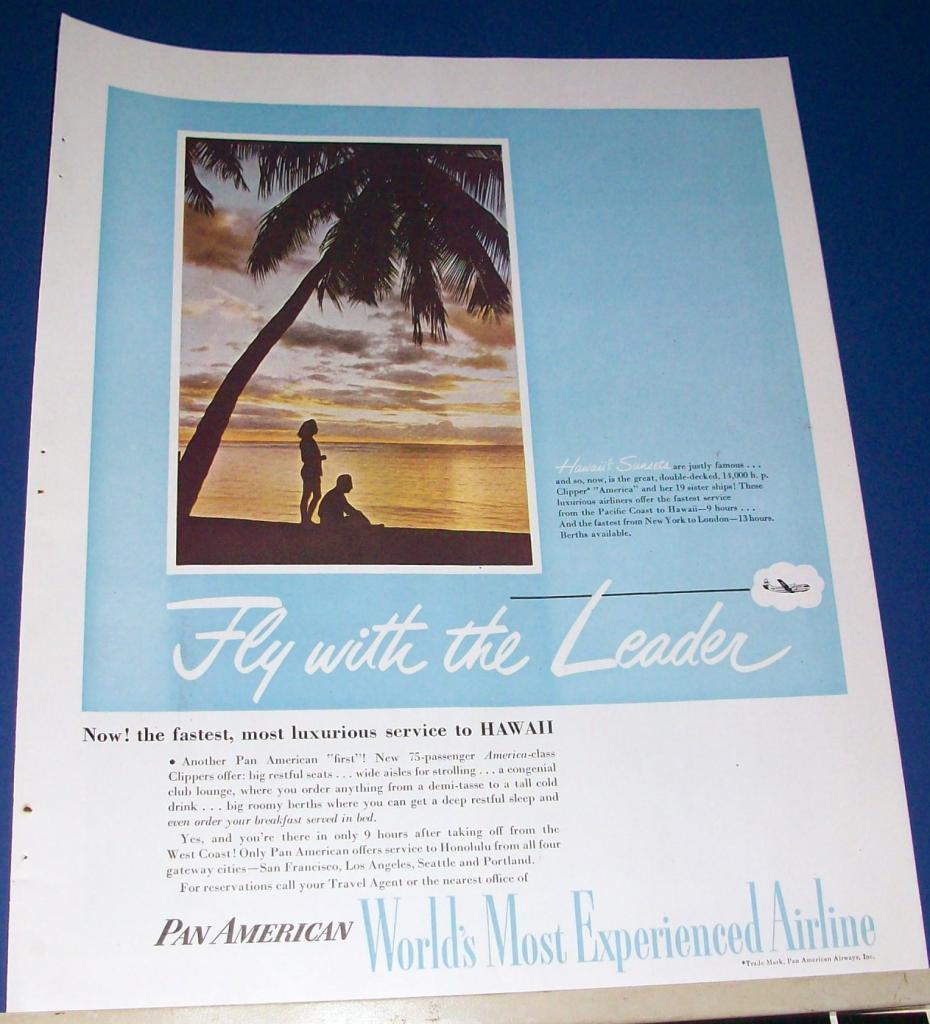 Hawaii's Sunsets are justly famous . . .
and so, now, is the great, double-decked, 14,000 h. p.
Clipper* "America" and her 19 sister ships! These
luxurious airliners offer the fastest service
from the Pacific Coast to Hawaii—9 hours . . .
And the fastest from New York to London—13 hours.
Berths available.
Fly with the Leader
Now! the fastest, most luxurious service to HAWAII
• Another Pan American "first"! New 75-passenger America-class
Clippers offer: big restful seats . . . wide aisles for strolling . . . a congenial
club lounge, where you order anything from a demi-tasse to a tall cold
drink . . . big roomy berths where you can get a deep restful sleep and
even order your breakfast served in bed.
Yes, and you're there in only 9 hours after taking off from the
West Coast! Only Pan American offers service to Honolulu from all four
gateway cities—San Francisco, Los Angeles, Seattle and Portland.
For reservations call your Travel Agent or the nearest office of
PAN AMERICAN World's Most Experienced Airline
*Trade Mark, Pan American Airways, Inc.